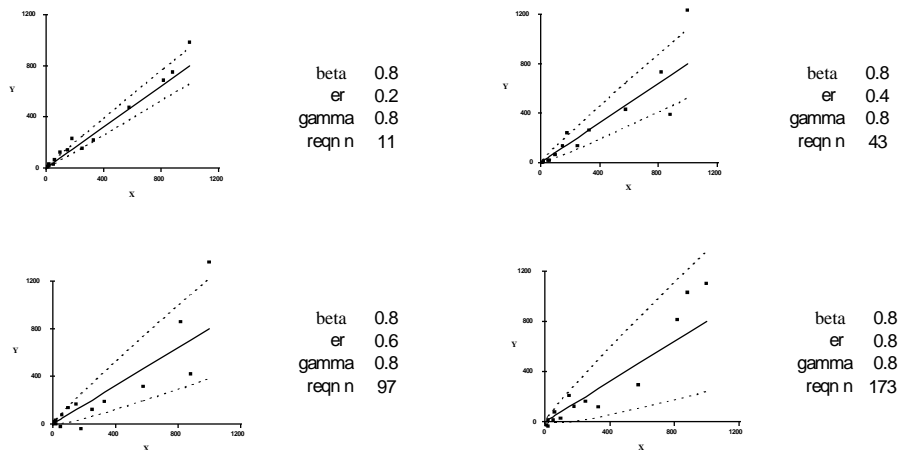 1200
800
Y
400
0
0 400 800 1200
X
beta 0.8
er 0.2
gamma 0.8
reqn n 11
1200
800
Y
400
0
0 400 800 1200
X
beta 0.8
er 0.4
gamma 0.8
reqn n 43
1200
800
Y
400
0
0 400 800 1200
X
beta 0.8
er 0.6
gamma 0.8
reqn n 97
1200
800
Y
400
0
0 400 800 1200
X
beta 0.8
er 0.8
gamma 0.8
reqn n 173